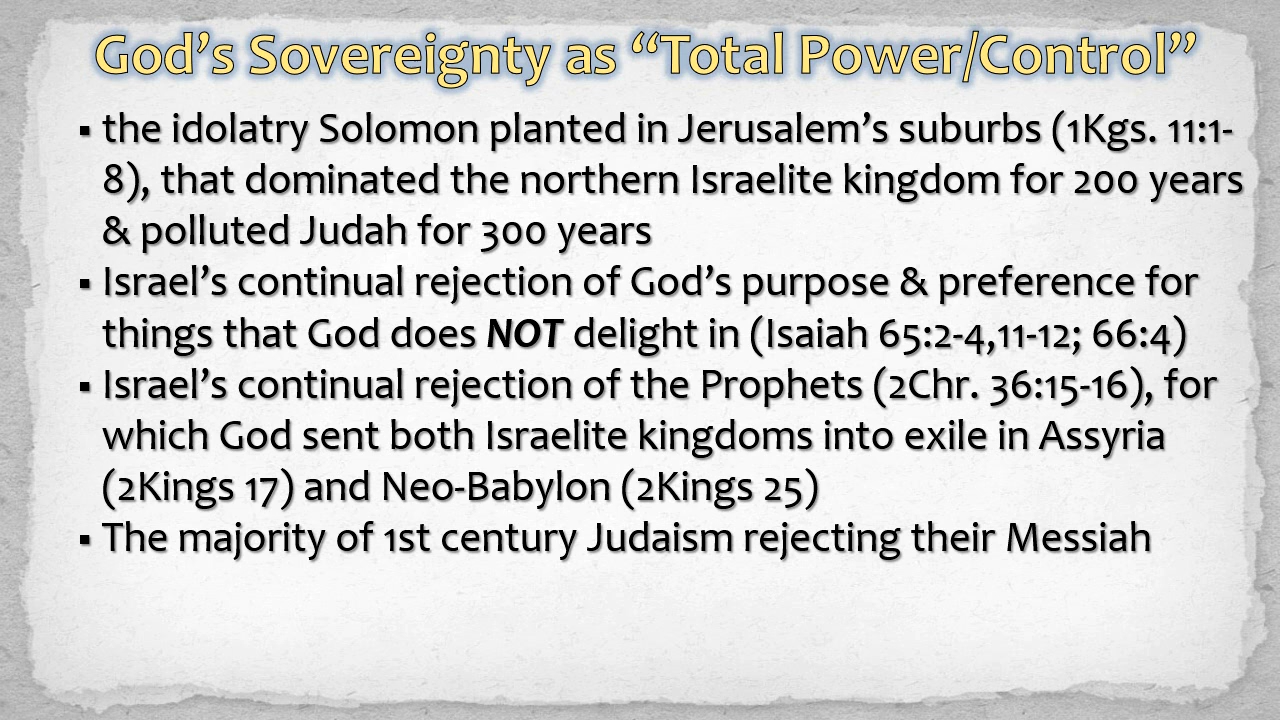 God’s Sovereignty as “Total Power/Control”
▪ the idolatry Solomon planted in Jerusalem’s suburbs (1Kgs. 11:1-
8), that dominated the northern Israelite kingdom for 200 years
& polluted Judah for 300 years
▪ Israel’s continual rejection of God’s purpose & preference for
things that God does NOT delight in (Isaiah 65:2-4,11-12; 66:4)
▪ Israel’s continual rejection of the Prophets (2Chr. 36:15-16), for
which God sent both Israelite kingdoms into exile in Assyria
(2Kings 17) and Neo-Babylon (2Kings 25)
▪ The majority of 1st century Judaism rejecting their Messiah